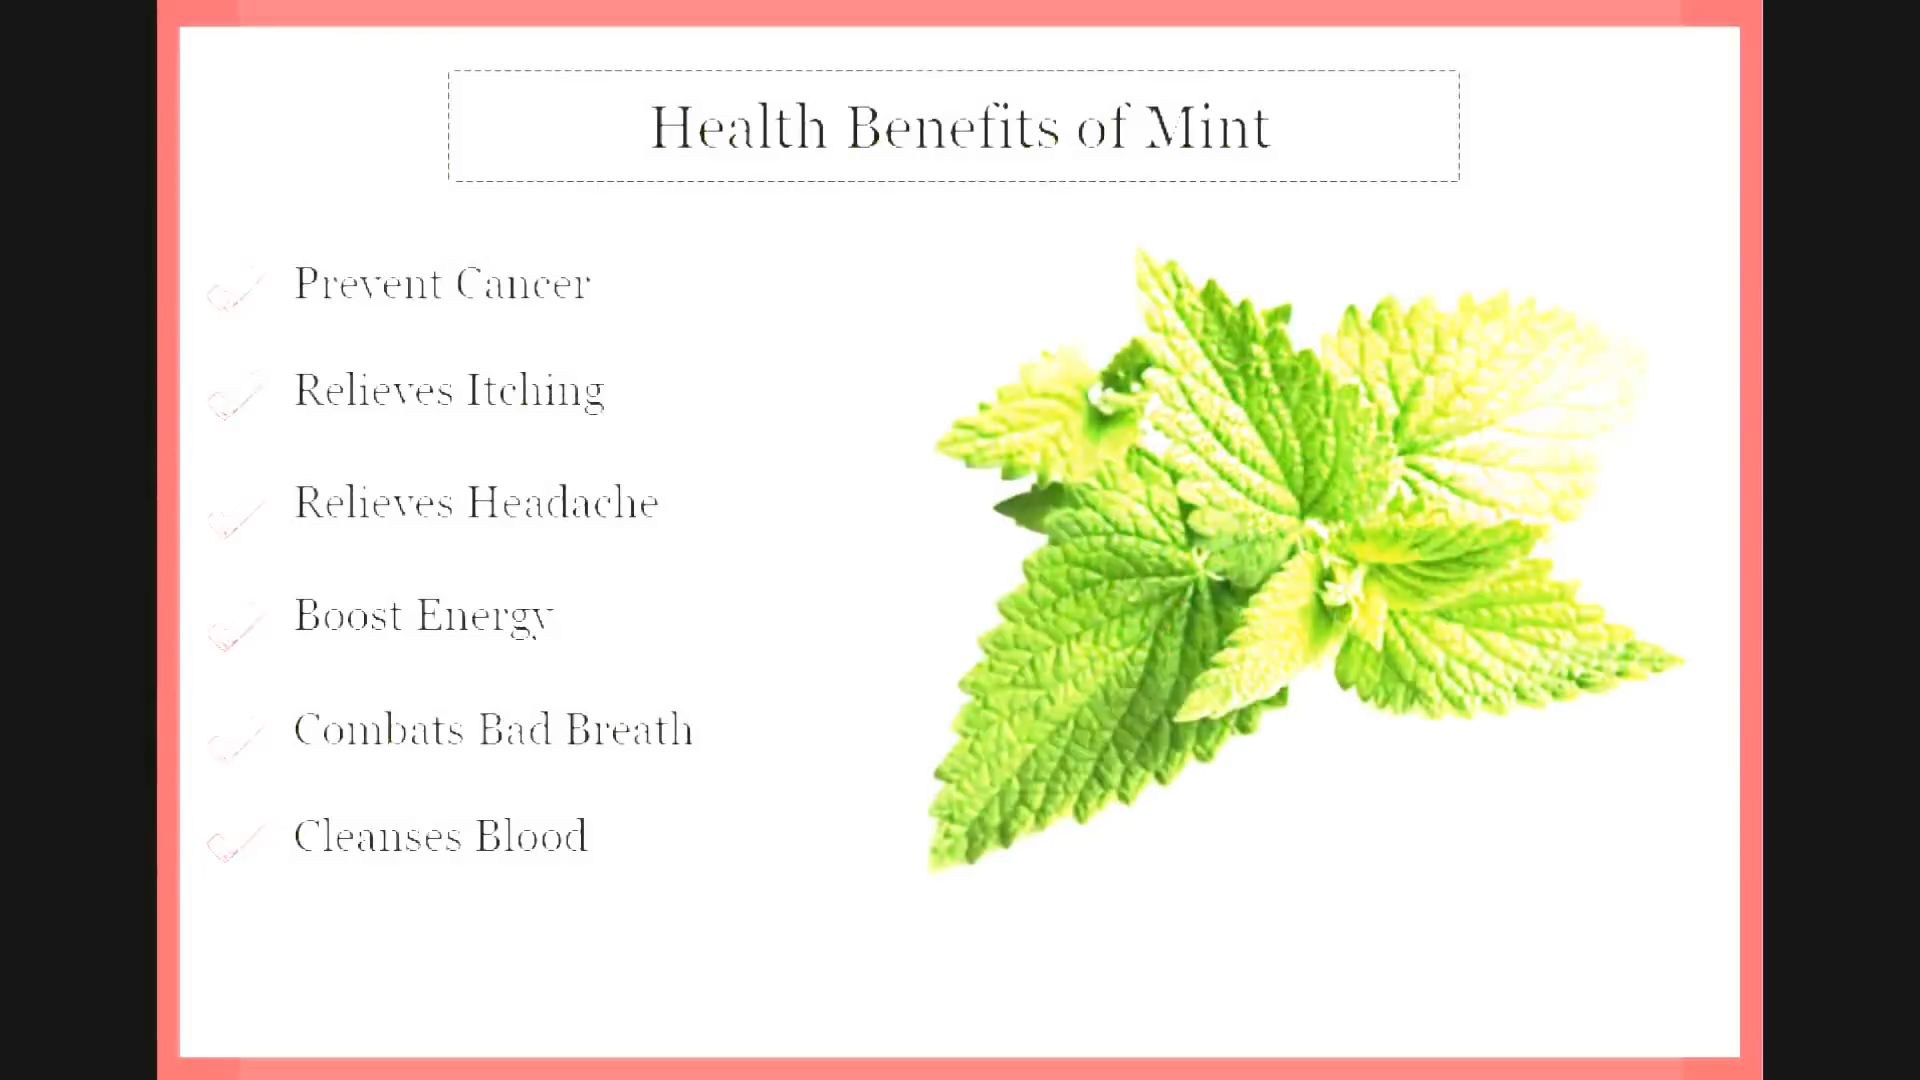 Health Benefits of Mint
Prevent Cancer
Relieves Itching
Relieves Headache
Boost Energy
Combats Bad Breath
Cleanses Blood